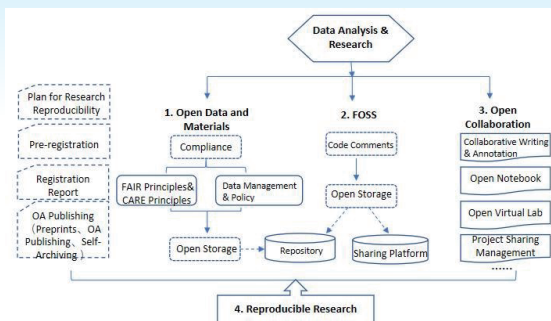 Data Analysis &
Research
Plan for Research
Reproducibility
Pre-registration
Registration
Report
OA Publishing
（Preprints、OA
Publishing、Self-
Archiving ）
1. Open Data and
Materials
Compliance
FAIR Principles&
CARE Principles
Data Management
& Policy
Open Storage
2. FOSS
Code Comments
Open Storage
Repository
Sharing Platform
3. Open
Collaboration
Collaborative Writing
& Annotation
Open Notebook
Open Virtual Lab
Project Sharing
Management
......
4. Reproducible Research